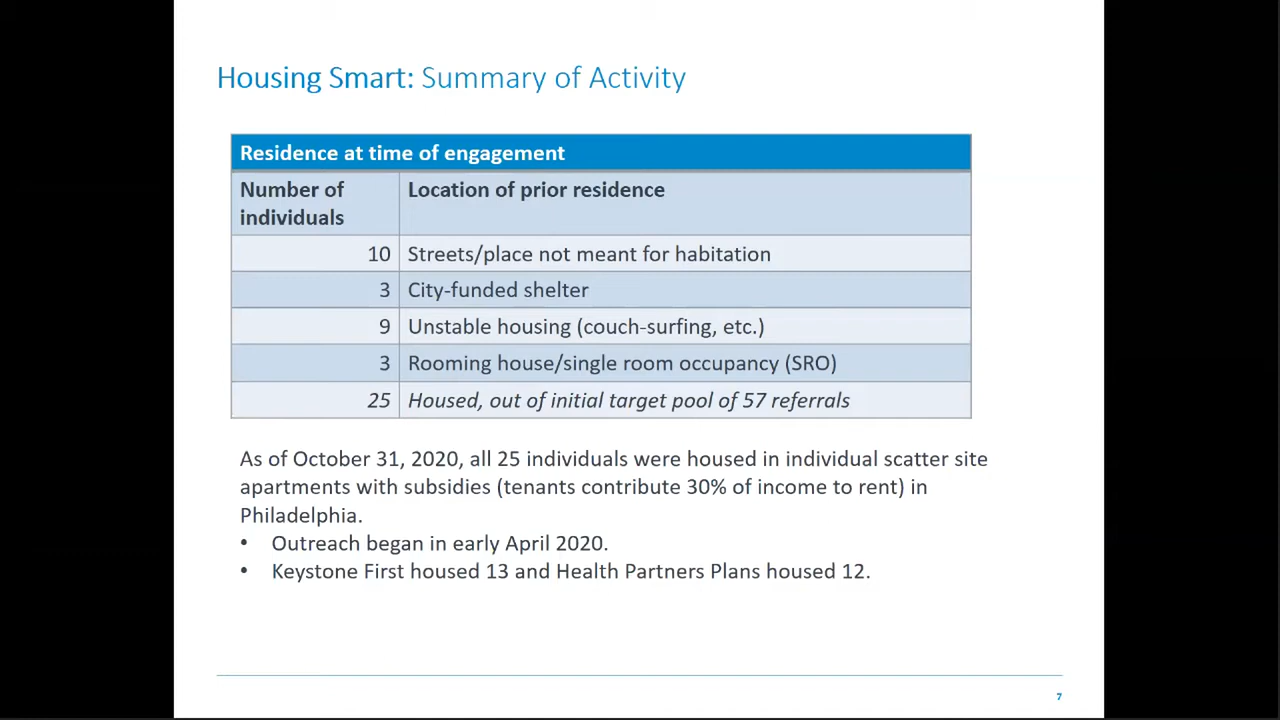 Housing Smart: Summary of Activity
Residence at time of engagement
Number of individuals
Location of prior residence
10 Streets/place not meant for habitation
3 City-funded shelter
9 Unstable housing (couch-surfing, etc.)
3 Rooming house/single room occupancy (SRO)
25 Housed, out of initial target pool of 57 referrals
As of October 31, 2020, all 25 individuals were housed in individual scatter site
apartments with subsidies (tenants contribute 30% of income to rent) in
Philadelphia.
• Outreach began in early April 2020.
• Keystone First housed 13 and Health Partners Plans housed 12.
7